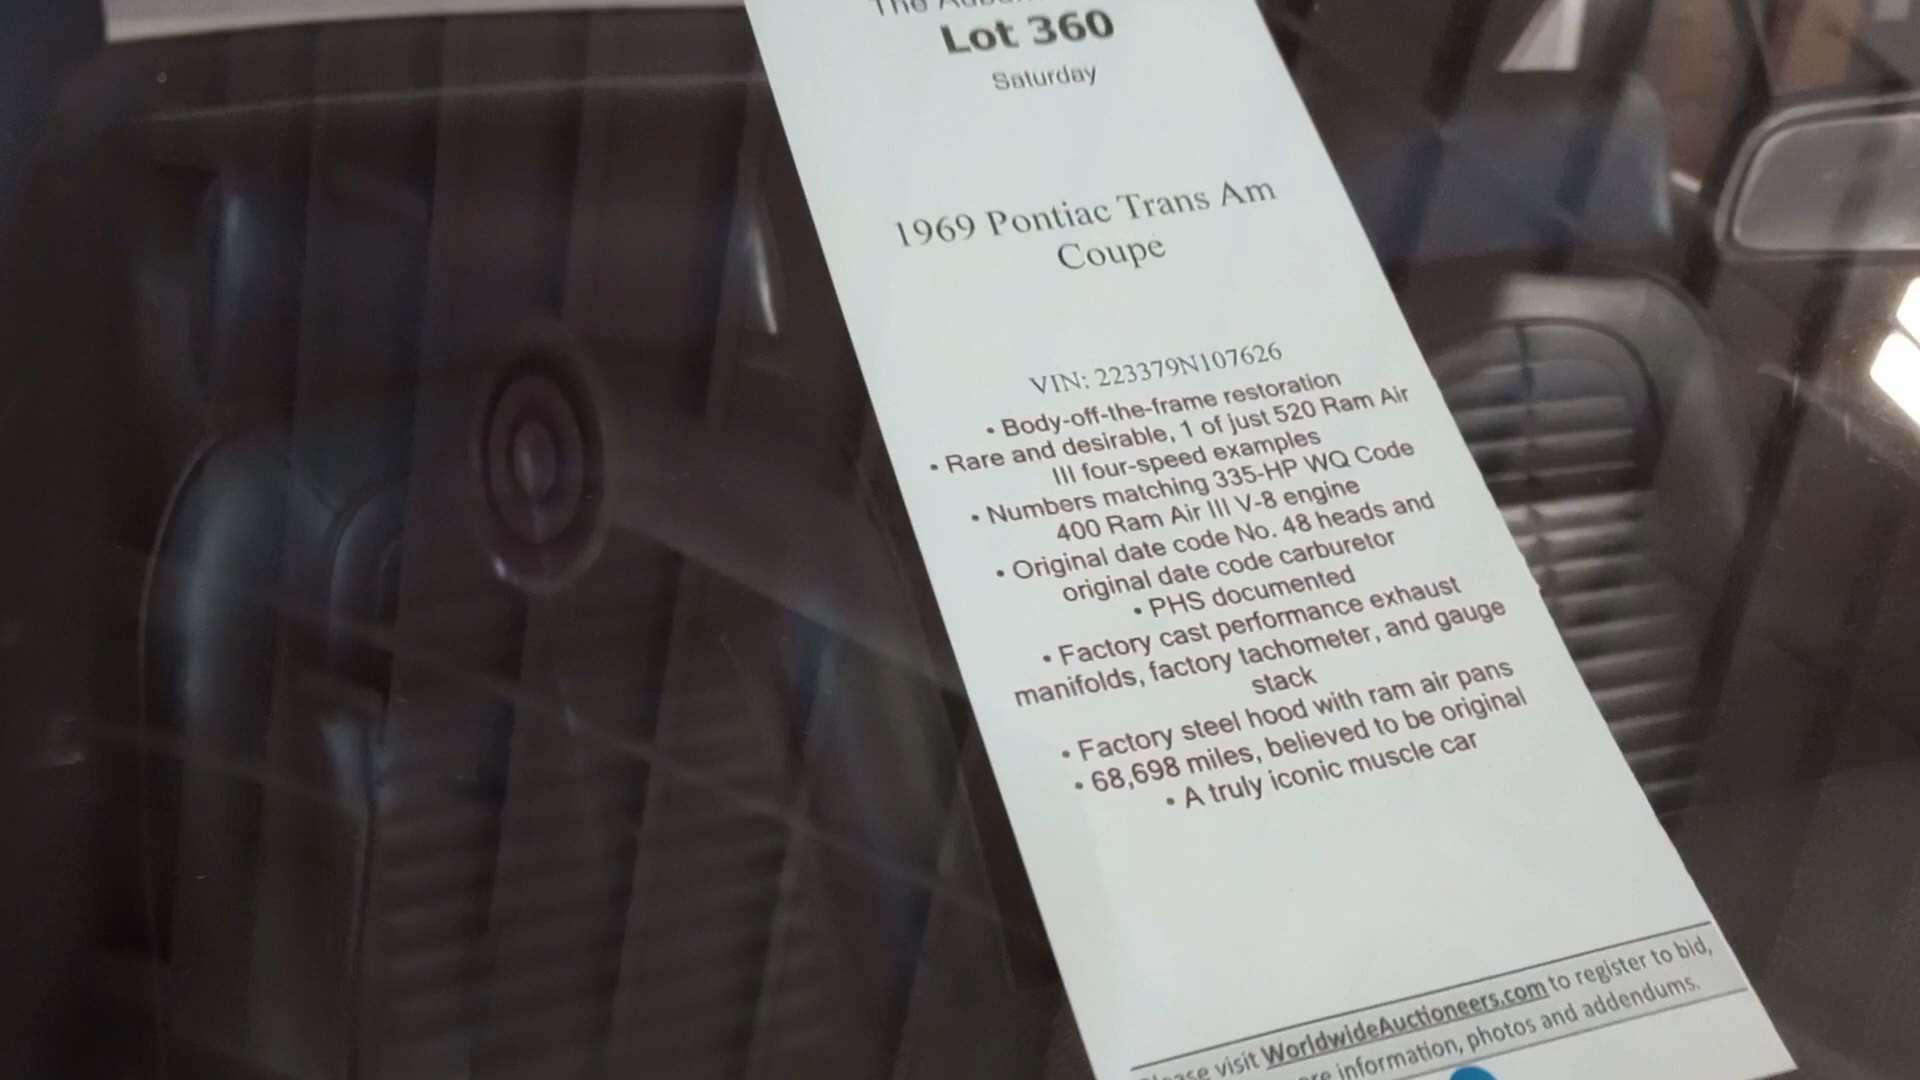 The
Lot 360
Saturday
1969 Pontiac Trans Am
Coupe
VIN: 223379N107626
• Body-off-the-frame restoration
• Rare and desirable, 1 of just 520 Ram Air
III four-speed examples
• Numbers matching 335-HP WQ Code
400 Ram Air III V-8 engine
• Original date code No. 48 heads and
original date code carburetor
• PHS documented
• Factory cast performance exhaust
manifolds, factory tachometer, and gauge
stack
• Factory steel hood with ram air pans
• 68,698 miles, believed to be original
• A truly iconic muscle car
visit WorldwideAuctioneers.com to register to bid,
information, photos and addendums.